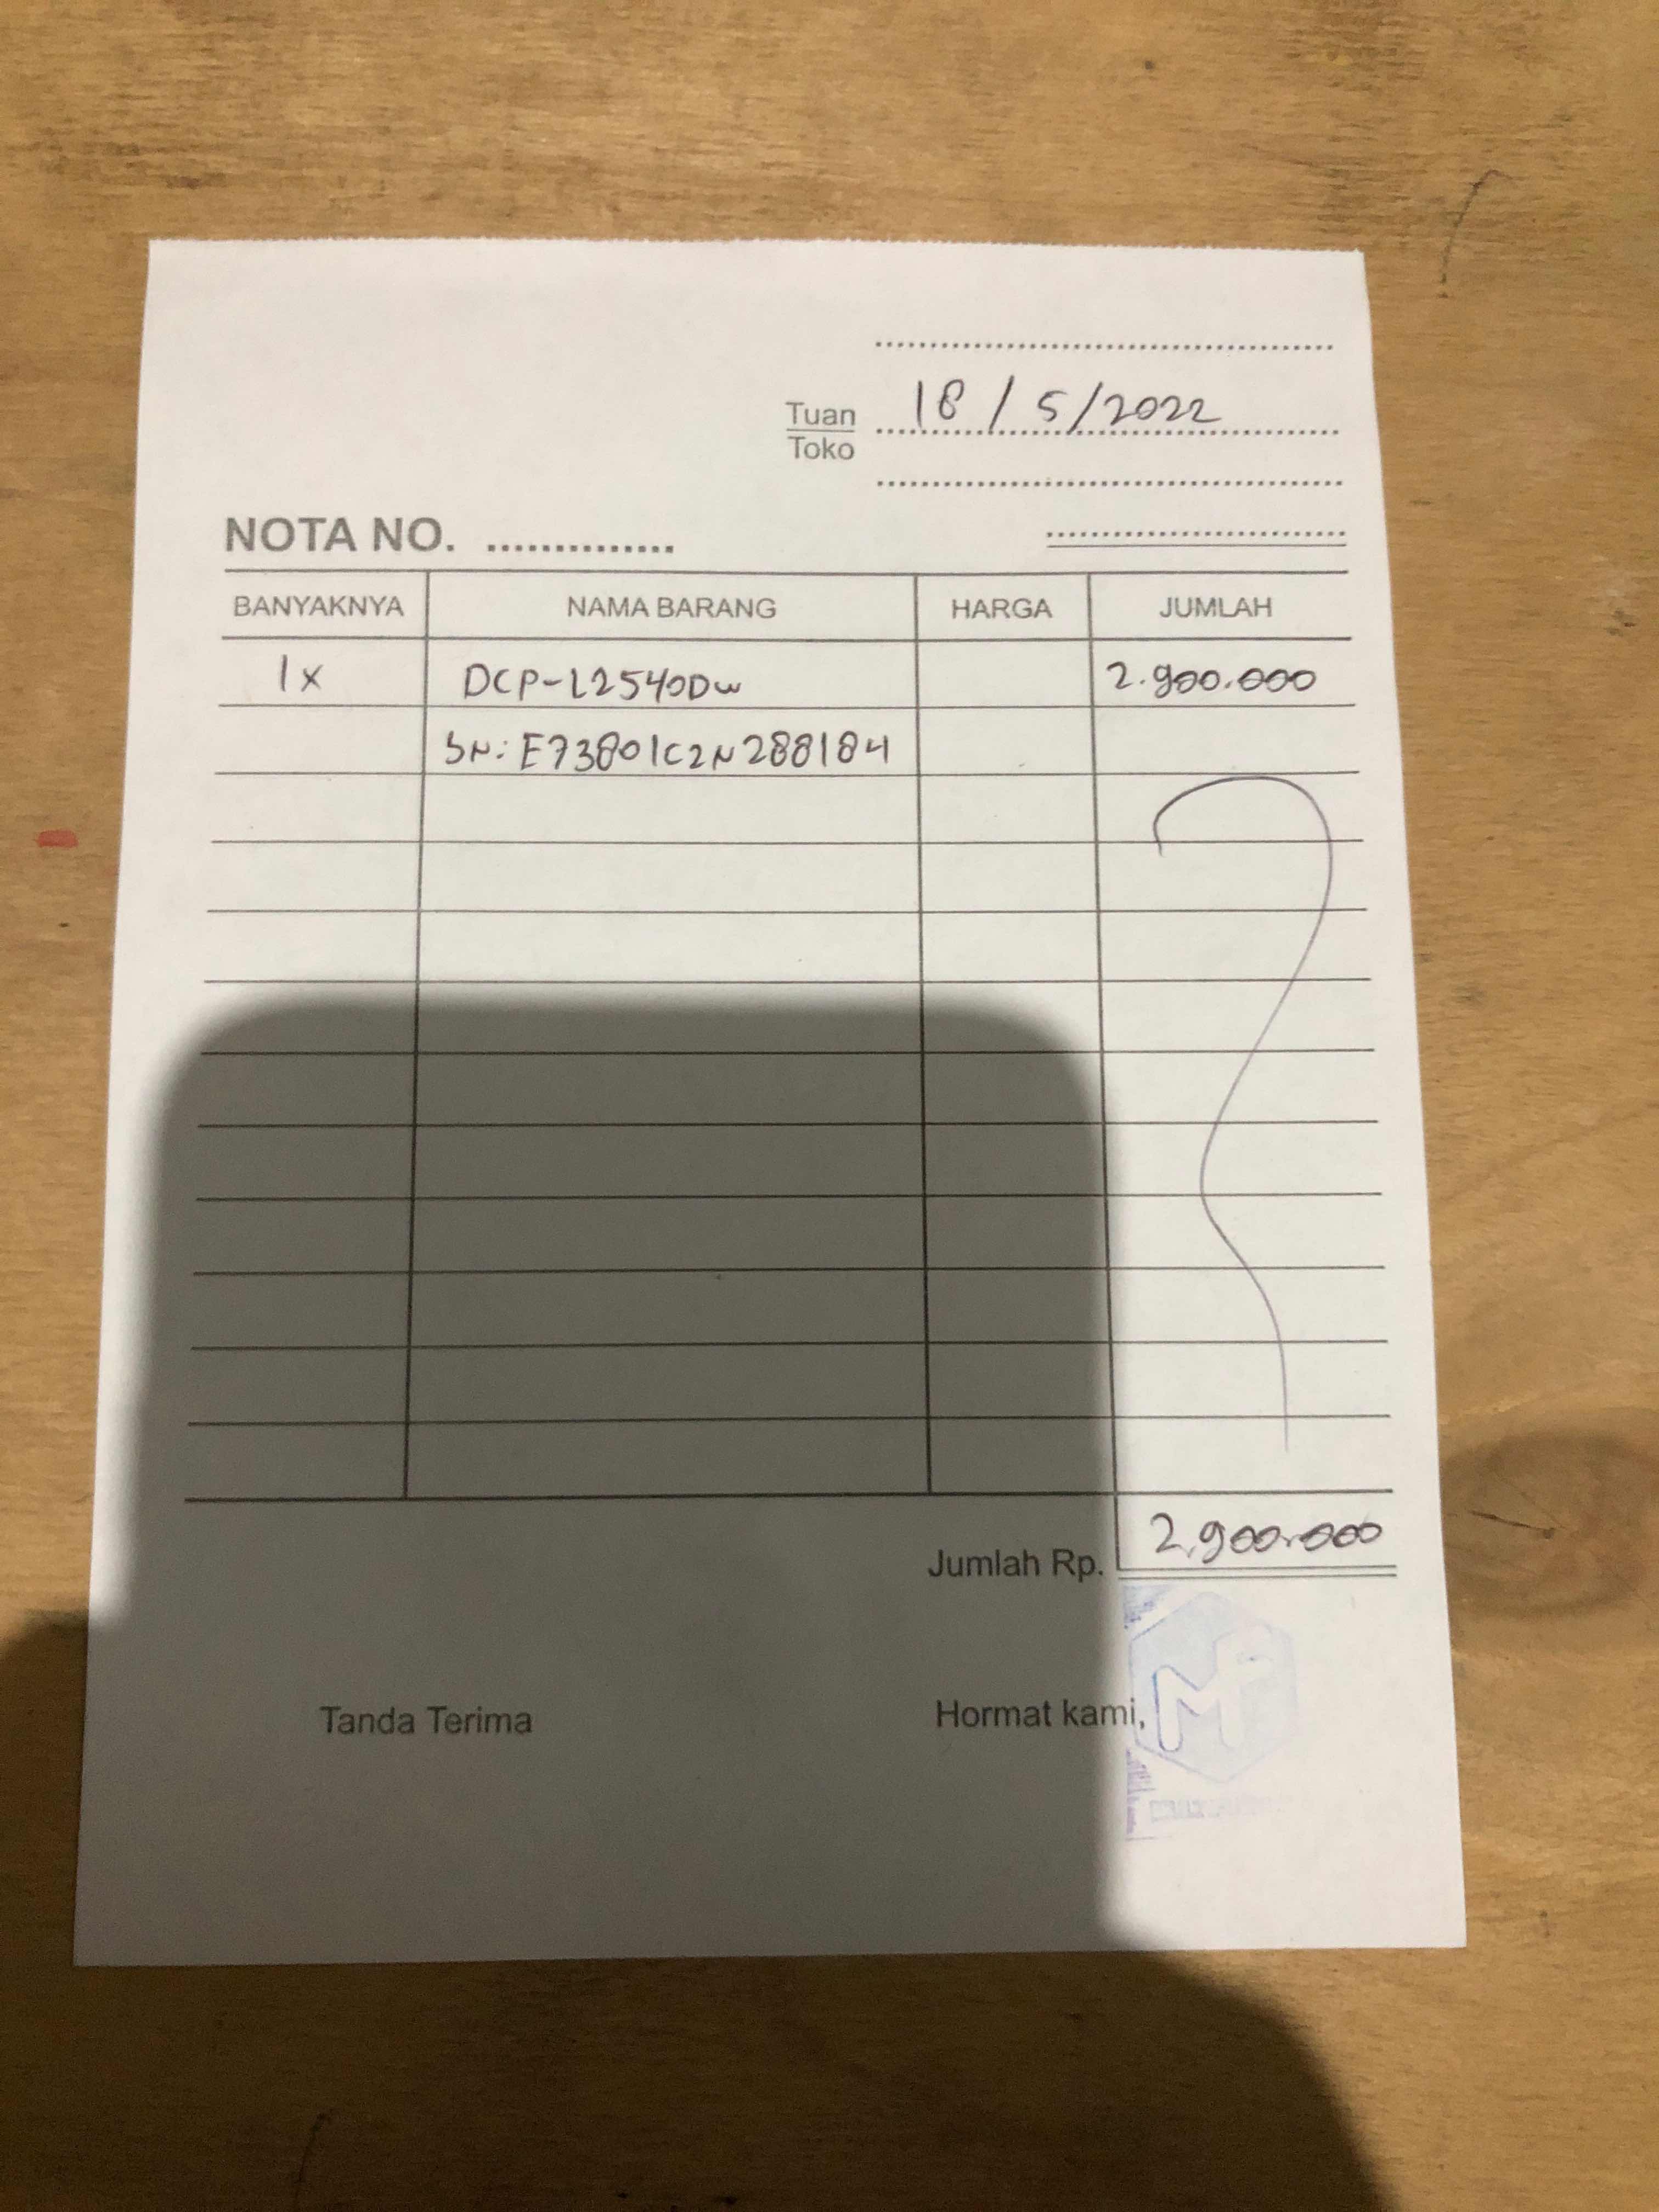 18/5/2022
Tuan
Toko
NOTA NO. ..............
BANYAKNYA NAMA BARANG HARGA JUMLAH
1x DCP-L2540DW 2.900.000
SN: E73801C2N288184
Jumlah Rp. 2.900.000
Tanda Terima Hormat kami,
MP